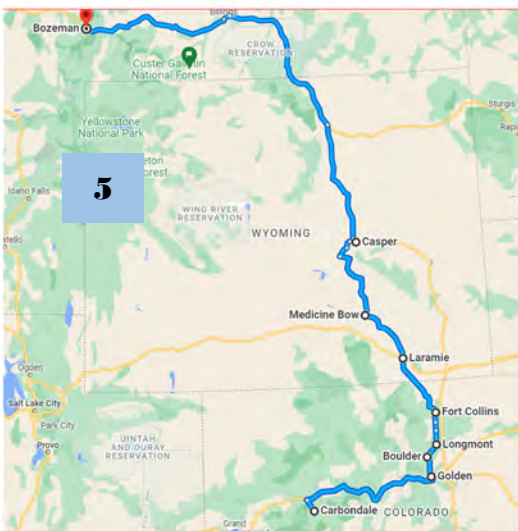 Billings
Bozeman
CROW
RESERVATION
Custer Gallatin
National Forest
Sturgis
Yellowstone
National Park
5
Forest
Idaho Falls
WIND RIVER
RESERVATION
WYOMING
Casper
Medicine Bow
Laramie
Ogden
Salt Lake City
Park City
Fort Collins
Provo
UINTAH
AND OURAY
RESERVATION
Longmont
Boulder
Golden
Carbondale
COLORADO
Grand